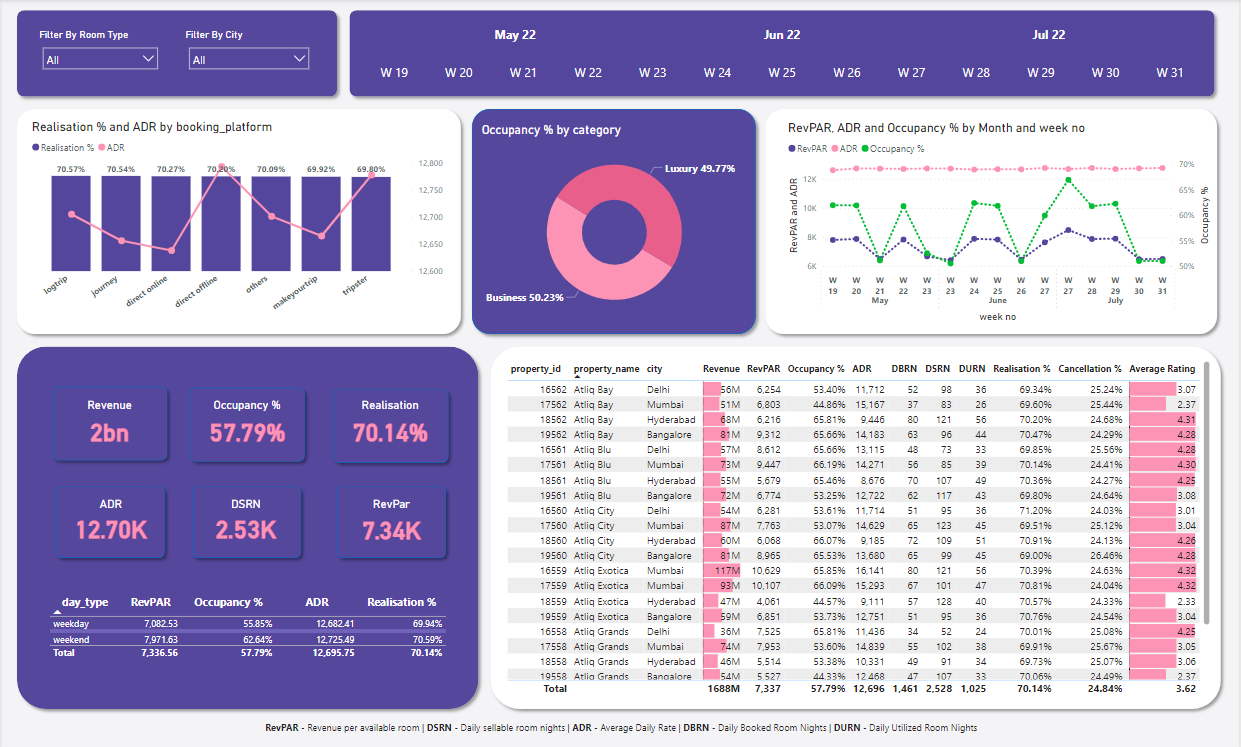 Filter By Room Type
Filter By City
All
All
May 22
Jun 22
Jul 22
W 19 W 20 W 21 W 22 W 23 W 24 W 25 W 26 W 27 W 28 W 29 W 30 W 31
Realisation % and ADR by booking_platform
Realisation % ADR
70.57% 70.54% 70.27% 70.20% 70.09% 69.92% 69.80%
12,800
12,750
12,700
12,650
12,600
logtrip
journey
direct online
direct offline
others
makeyourtrip
tripster
Occupancy % by category
Luxury 49.77%
Business 50.23%
RevPAR, ADR and Occupancy % by Month and week no
RevPAR ADR Occupancy %
RevPAR and ADR
12K
10K
8K
6K
70%
65%
60%
55%
50%
Occupancy %
W W W W W W W W W W W W W W W
19 20 21 22 23 23 24 25 26 27 27 28 29 30 31
May June July
week no
Revenue
2bn
Occupancy %
57.79%
Realisation
70.14%
ADR
12.70K
DSRN
2.53K
RevPar
7.34K
day_type RevPAR Occupancy % ADR Realisation %
weekday 7,082.53 55.85% 12,682.41 69.94%
weekend 7,971.63 62.64% 12,725.49 70.59%
Total 7,336.56 57.79% 12,695.75 70.14%
property_id property_name city Revenue RevPAR Occupancy % ADR DBRN DSRN DURN Realisation % Cancellation % Average Rating
16562 Atliq Bay Delhi 56M 6,254 53.40% 11,712 52 98 36 69.34% 25.24% 3.07
17562 Atliq Bay Mumbai 51M 6,803 44.86% 15,167 37 83 26 69.60% 25.44% 2.37
18562 Atliq Bay Hyderabad 68M 6,216 65.81% 9,446 80 121 56 70.20% 24.68% 4.31
19562 Atliq Bay Bangalore 81M 9,312 65.66% 14,183 63 96 44 70.47% 24.29% 4.28
16561 Atliq Blu Delhi 57M 8,612 65.66% 13,115 48 73 33 69.85% 25.56% 4.28
17561 Atliq Blu Mumbai 73M 9,447 66.19% 14,271 56 85 39 70.14% 24.41% 4.30
18561 Atliq Blu Hyderabad 55M 5,679 65.46% 8,676 70 107 49 70.36% 24.27% 4.25
19561 Atliq Blu Bangalore 72M 6,774 53.25% 12,722 62 117 43 69.80% 24.64% 3.08
16560 Atliq City Delhi 54M 6,281 53.61% 11,714 51 95 36 71.20% 24.03% 3.01
17560 Atliq City Mumbai 87M 7,763 53.07% 14,629 65 123 45 69.51% 25.12% 3.04
18560 Atliq City Hyderabad 60M 6,068 66.07% 9,185 72 109 51 70.91% 24.13% 4.26
19560 Atliq City Bangalore 81M 8,965 65.53% 13,680 65 99 45 69.00% 26.46% 4.28
16559 Atliq Exotica Mumbai 117M 10,629 65.85% 16,141 80 121 56 70.39% 24.63% 4.32
17559 Atliq Exotica Mumbai 93M 10,107 66.09% 15,293 67 101 47 70.81% 24.04% 4.32
18559 Atliq Exotica Hyderabad 47M 4,061 44.57% 9,111 57 128 40 70.57% 24.33% 2.33
19559 Atliq Exotica Bangalore 59M 6,851 53.73% 12,751 51 95 36 70.76% 24.54% 3.04
16558 Atliq Grands Delhi 36M 7,525 65.81% 11,436 34 52 24 70.01% 25.08% 4.25
17558 Atliq Grands Mumbai 74M 7,953 53.60% 14,839 55 102 38 69.91% 25.67% 3.05
18558 Atliq Grands Hyderabad 46M 5,514 53.38% 10,331 49 91 34 69.73% 25.07% 3.06
19558 Atliq Grands Bangalore 54M 5,527 44.33% 12,468 47 107 33 70.06% 24.49% 2.37
Total 1688M 7,337 57.79% 12,696 1,461 2,528 1,025 70.14% 24.84% 3.62
RevPAR - Revenue per available room | DSRN - Daily sellable room nights | ADR - Average Daily Rate | DBRN - Daily Booked Room Nights | DURN - Daily Utilized Room Nights